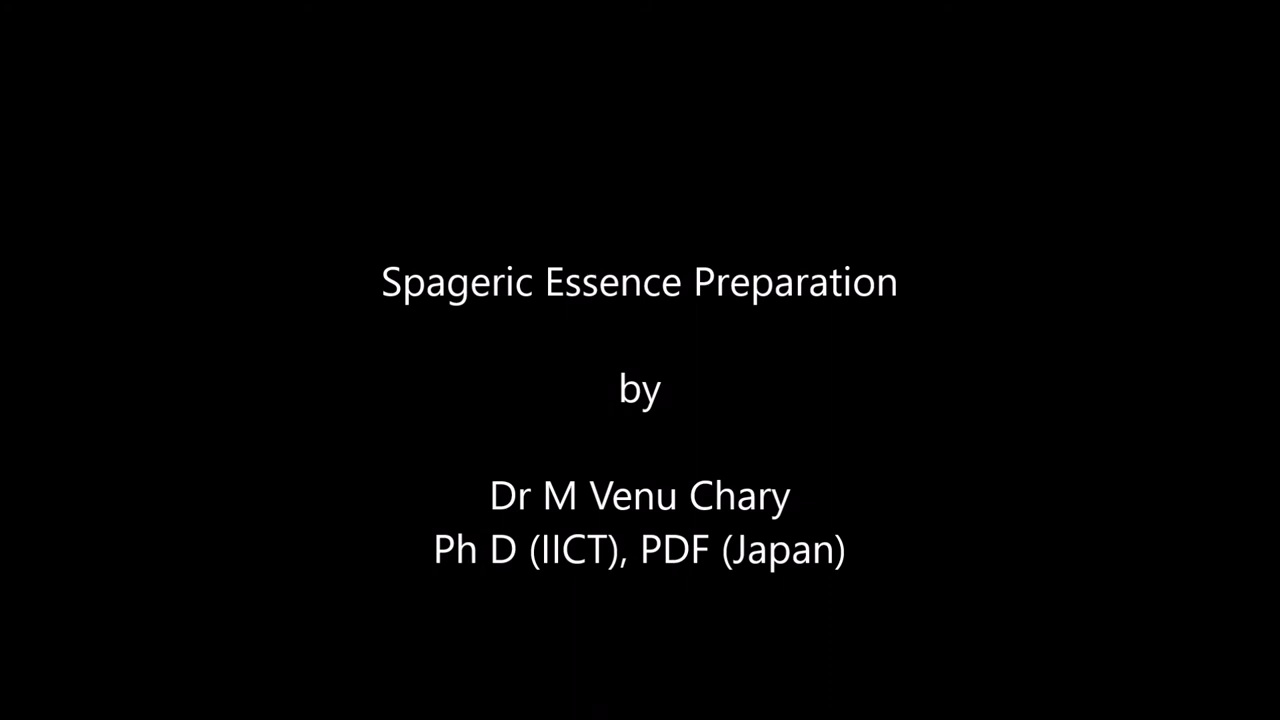 Spageric Essence Preparation
by
Dr M Venu Chary
Ph D (IICT), PDF (Japan)